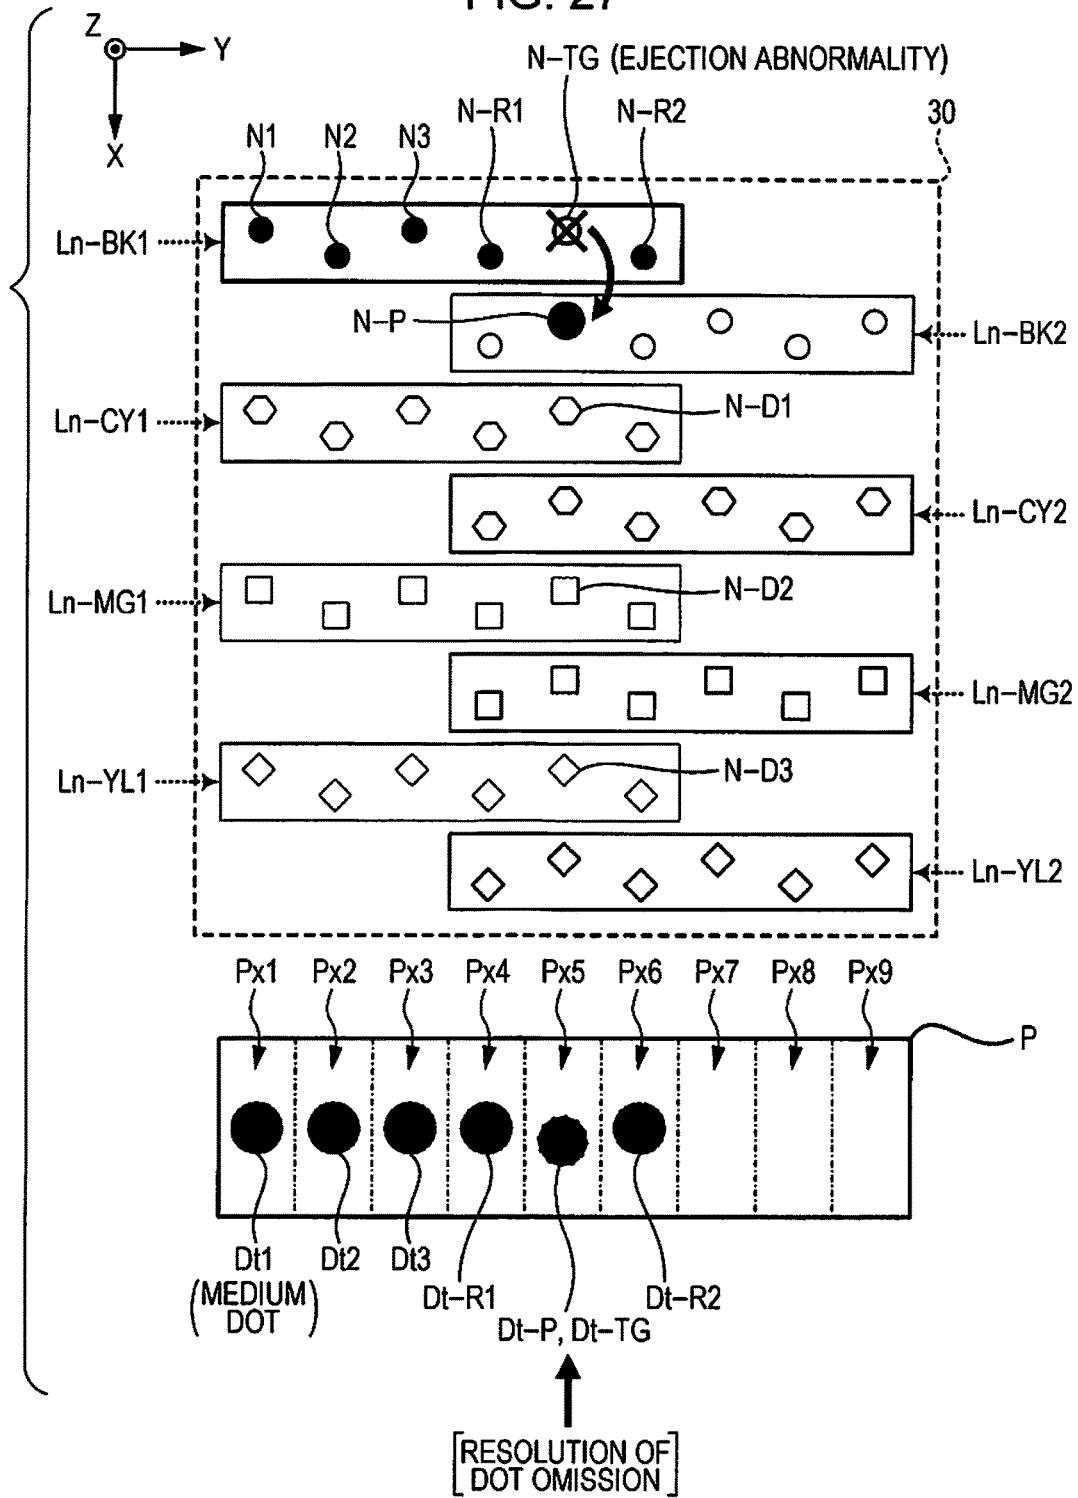 FIG. 27
Z
Y
X
N-TG (EJECTION ABNORMALITY)
N1
N2
N3
N-R1
N-R2
30
Ln-BK1
N-P
Ln-BK2
Ln-CY1
N-D1
Ln-CY2
Ln-MG1
N-D2
Ln-MG2
Ln-YL1
N-D3
Ln-YL2
Px1 Px2 Px3 Px4 Px5 Px6 Px7 Px8 Px9
P
Dt1
(MEDIUM
DOT)
Dt2
Dt3
Dt-R1
Dt-R2
Dt-P, Dt-TG
[RESOLUTION OF
DOT OMISSION]